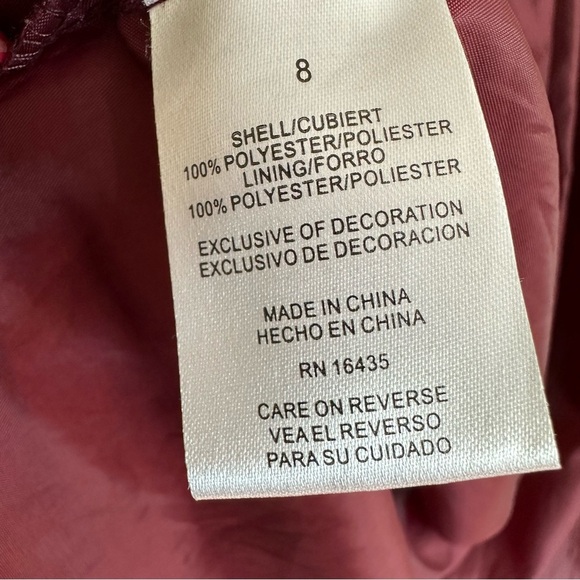 8
SHELL/CUBIERT
100% POLYESTER/POLIESTER
LINING/FORRO
100% POLYESTER/POLIESTER
EXCLUSIVE OF DECORATION
EXCLUSIVO DE DECORACION
MADE IN CHINA
HECHO EN CHINA
RN 16435
CARE ON REVERSE
VEA EL REVERSO
PARA SU CUIDADO